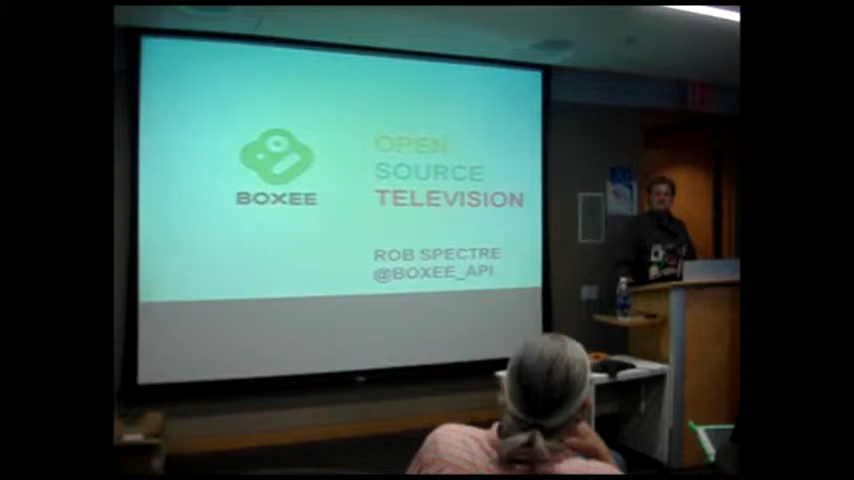 BOXEE
OPEN
SOURCE
TELEVISION
ROB SPECTRE
@BOXEE_API